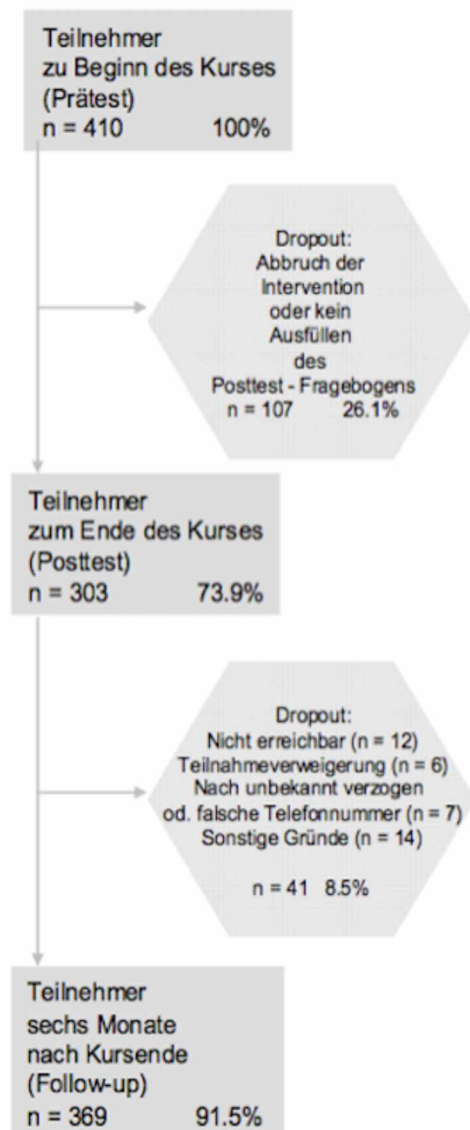 Teilnehmer
zu Beginn des Kurses
(Prätest)
n = 410 100%
Dropout:
Abbruch der
Intervention
oder kein
Ausfüllen
des
Posttest - Fragebogens
n = 107 26.1%
Teilnehmer
zum Ende des Kurses
(Posttest)
n = 303 73.9%
Dropout:
Nicht erreichbar (n = 12)
Teilnahmeverweigerung (n = 6)
Nach unbekannt verzogen
od. falsche Telefonnummer (n = 7)
Sonstige Gründe (n = 14)
n = 41 8.5%
Teilnehmer
sechs Monate
nach Kursende
(Follow-up)
n = 369 91.5%